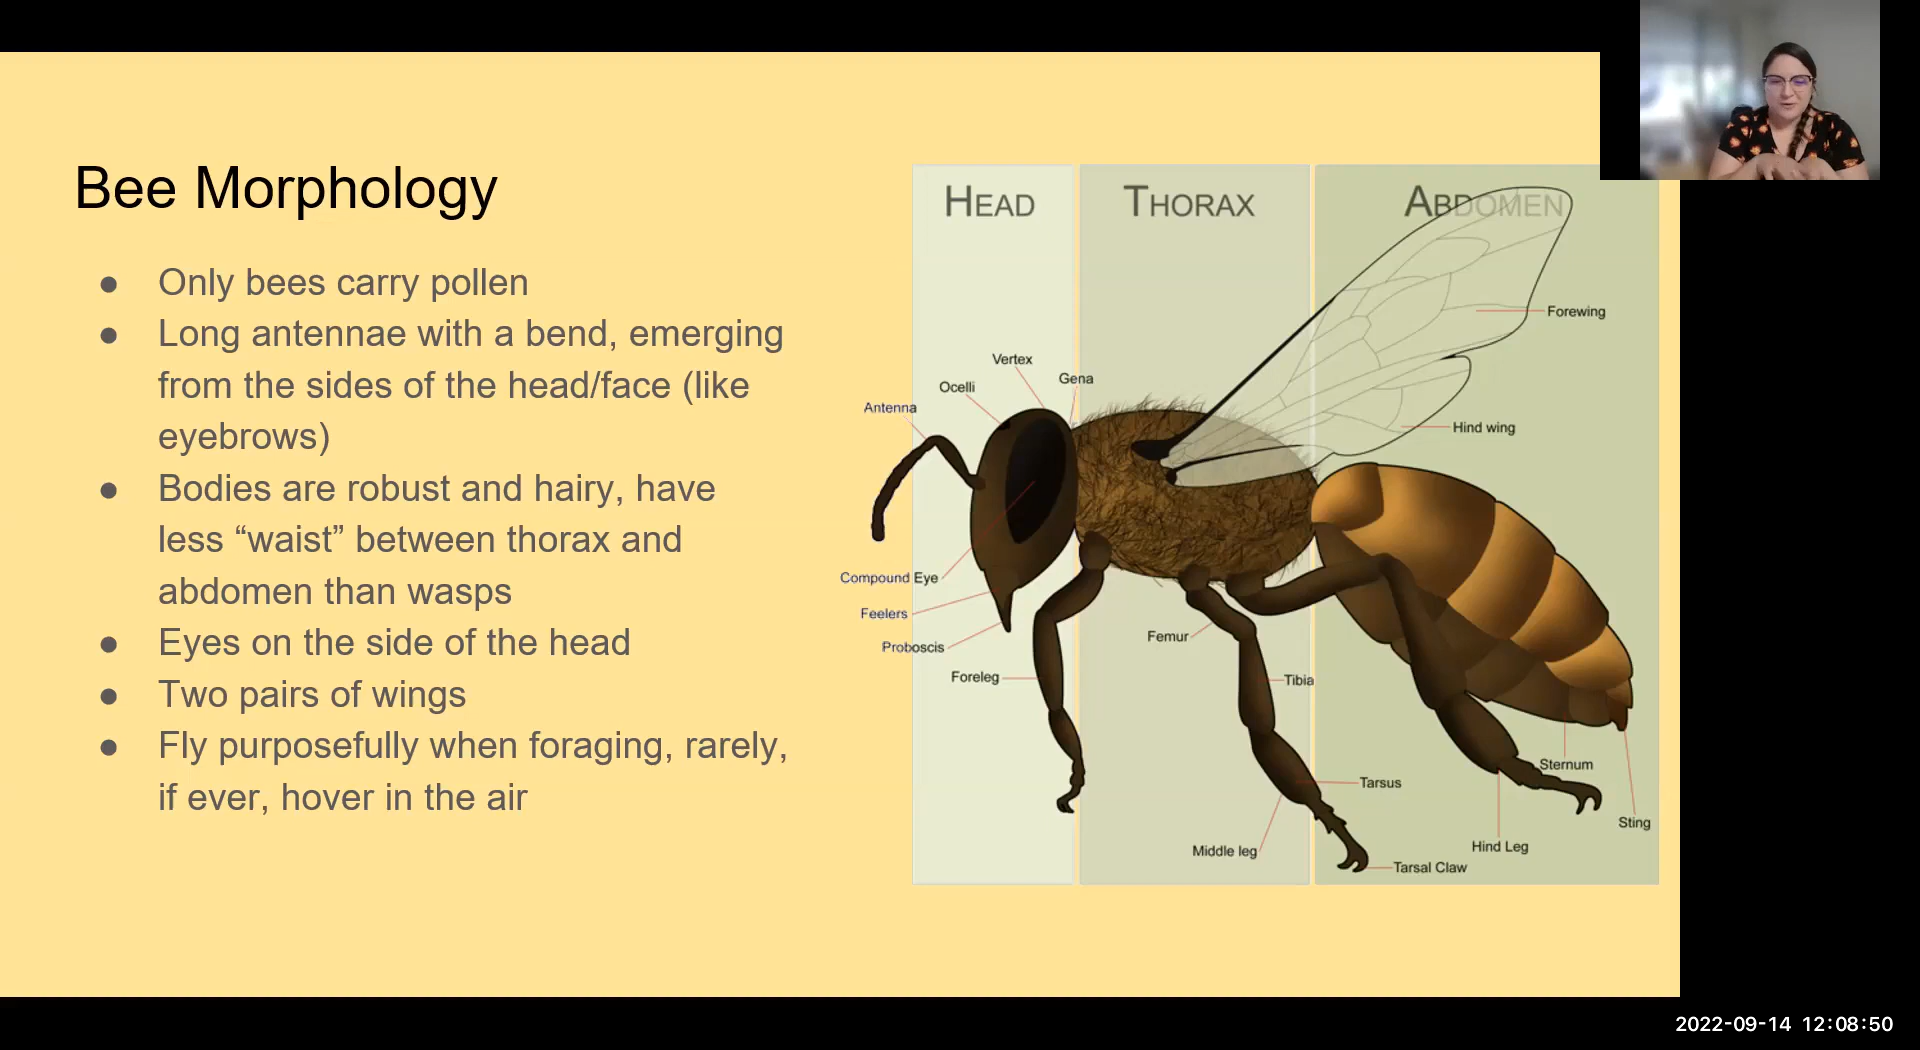 Bee Morphology
● Only bees carry pollen
● Long antennae with a bend, emerging
from the sides of the head/face (like
eyebrows)
● Bodies are robust and hairy, have
less “waist” between thorax and
abdomen than wasps
● Eyes on the side of the head
● Two pairs of wings
● Fly purposefully when foraging, rarely,
if ever, hover in the air
HEAD
THORAX
ABDOMEN
Forewing
Vertex
Gena
Ocelli
Antenna
Hind wing
Compound Eye
Feelers
Proboscis
Foreleg
Femur
Tibia
Sternum
Tarsus
Sting
Hind Leg
Middle leg
Tarsal Claw
2022-09-14 12:08:50